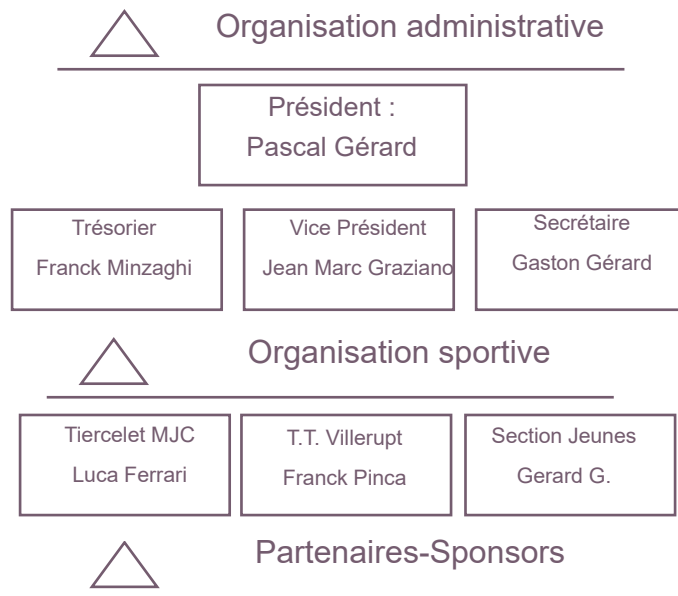 Organisation administrative
Président :
Pascal Gérard
Trésorier
Franck Minzaghi
Vice Président
Jean Marc Graziano
Secrétaire
Gaston Gérard
Organisation sportive
Tiercelet MJC
Luca Ferrari
T.T. Villerupt
Franck Pinca
Section Jeunes
Gerard G.
Partenaires-Sponsors